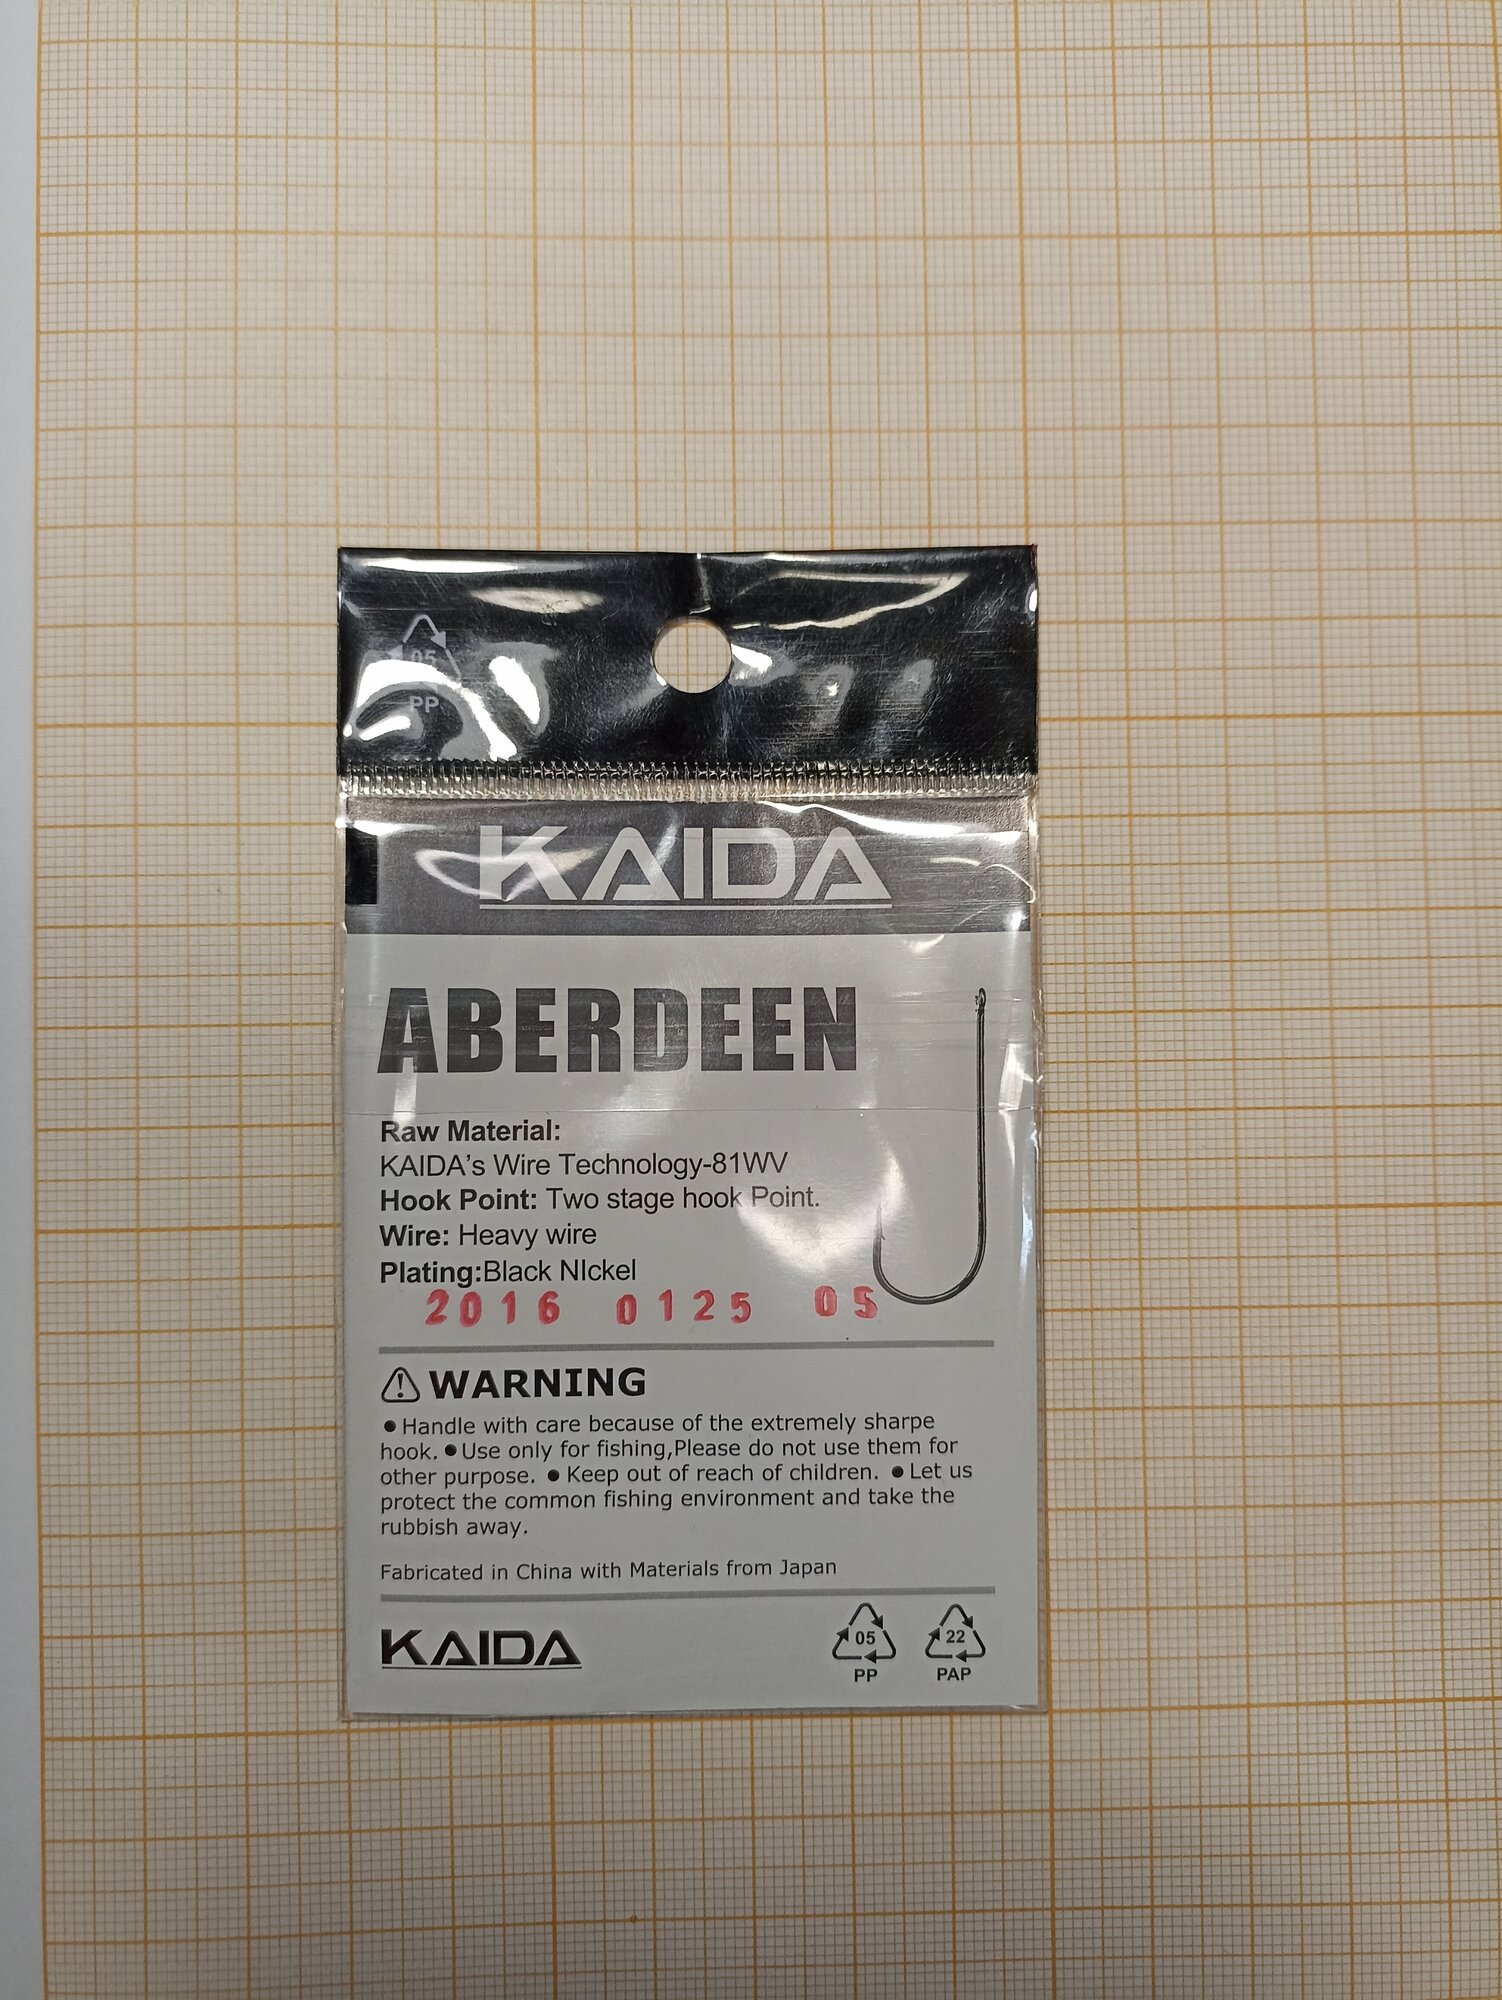 05
PP
KAIDA
ABERDEEN
Raw Material:
KAIDA's Wire Technology-81WV
Hook Point: Two stage hook Point.
Wire: Heavy wire
Plating:Black NIckel
2016 0125 05
⚠ WARNING
● Handle with care because of the extremely sharpe
hook. ● Use only for fishing,Please do not use them for
other purpose. ● Keep out of reach of children. ● Let us
protect the common fishing environment and take the
rubbish away.
Fabricated in China with Materials from Japan
KAIDA
05
PP
22
PAP